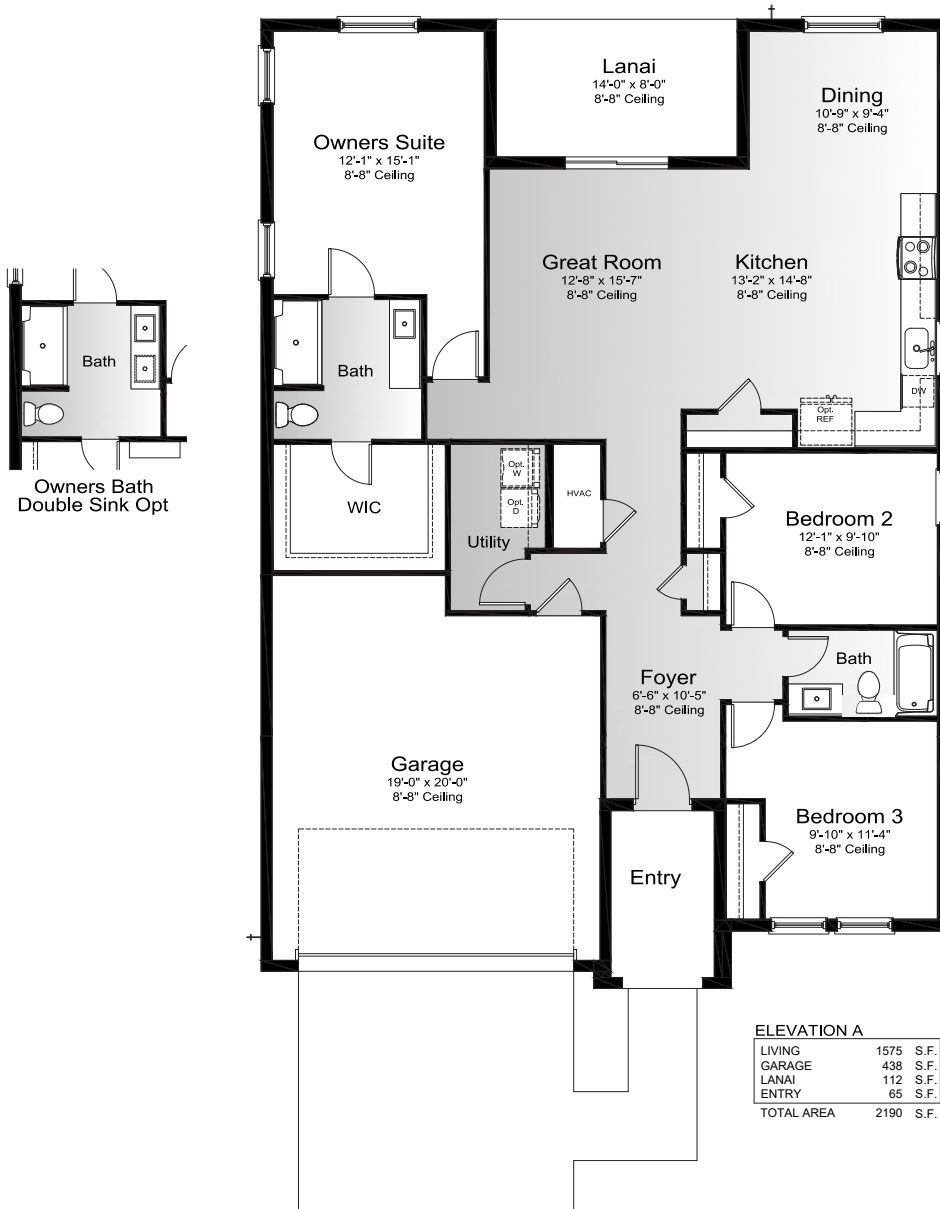 Lanai
14'-0" x 8'-0"
8'-8" Ceiling
Dining
10'-9" x 9'-4"
8'-8" Ceiling
Owners Suite
12'-1" x 15'-1"
8'-8" Ceiling
Great Room
12'-8" x 15'-7"
8'-8" Ceiling
Kitchen
13'-2" x 14'-8"
8'-8" Ceiling
Bath
Owners Bath
Double Sink Opt
Bath
DW
Opt.
REF
WIC
Opt.
W
Opt.
D
Utility
HVAC
Bedroom 2
12'-1" x 9'-10"
8'-8" Ceiling
Bath
Foyer
6'-6" x 10'-5"
8'-8" Ceiling
Garage
19'-0" x 20'-0"
8'-8" Ceiling
Bedroom 3
9'-10" x 11'-4"
8'-8" Ceiling
Entry
ELEVATION A
LIVING 1575 S.F.
GARAGE 438 S.F.
LANAI 112 S.F.
ENTRY 65 S.F.
TOTAL AREA 2190 S.F.